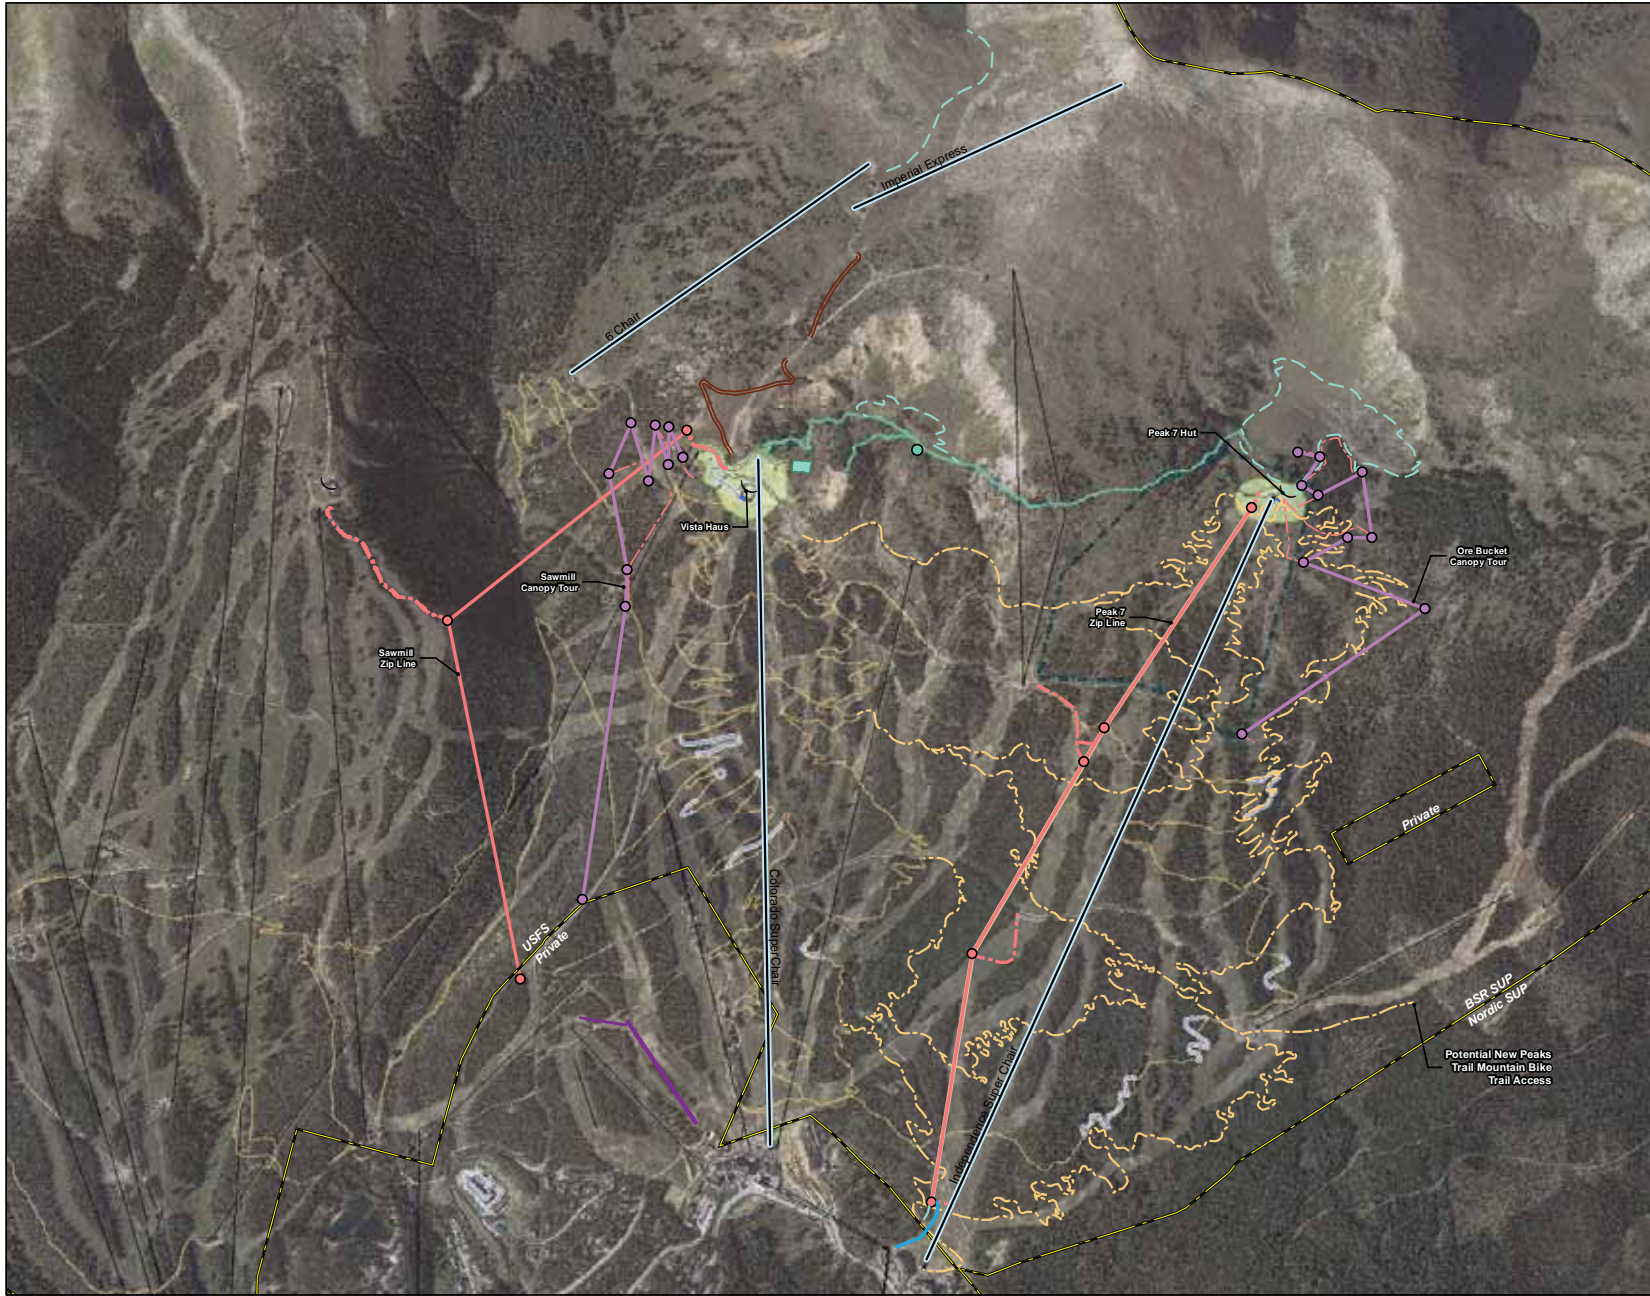 Imperial Express
6 Chair
Peak 7 Hut
Vista Haus
Ore Bucket
Canopy Tour
Sawmill
Canopy Tour
Peak 7
Zip Line
Sawmill
Zip Line
Private
Colorado SuperChair
USFS
Private
BSR SUP
Nordic SUP
Independence Super Chair
Potential New Peaks
Trail Mountain Bike
Trail Access